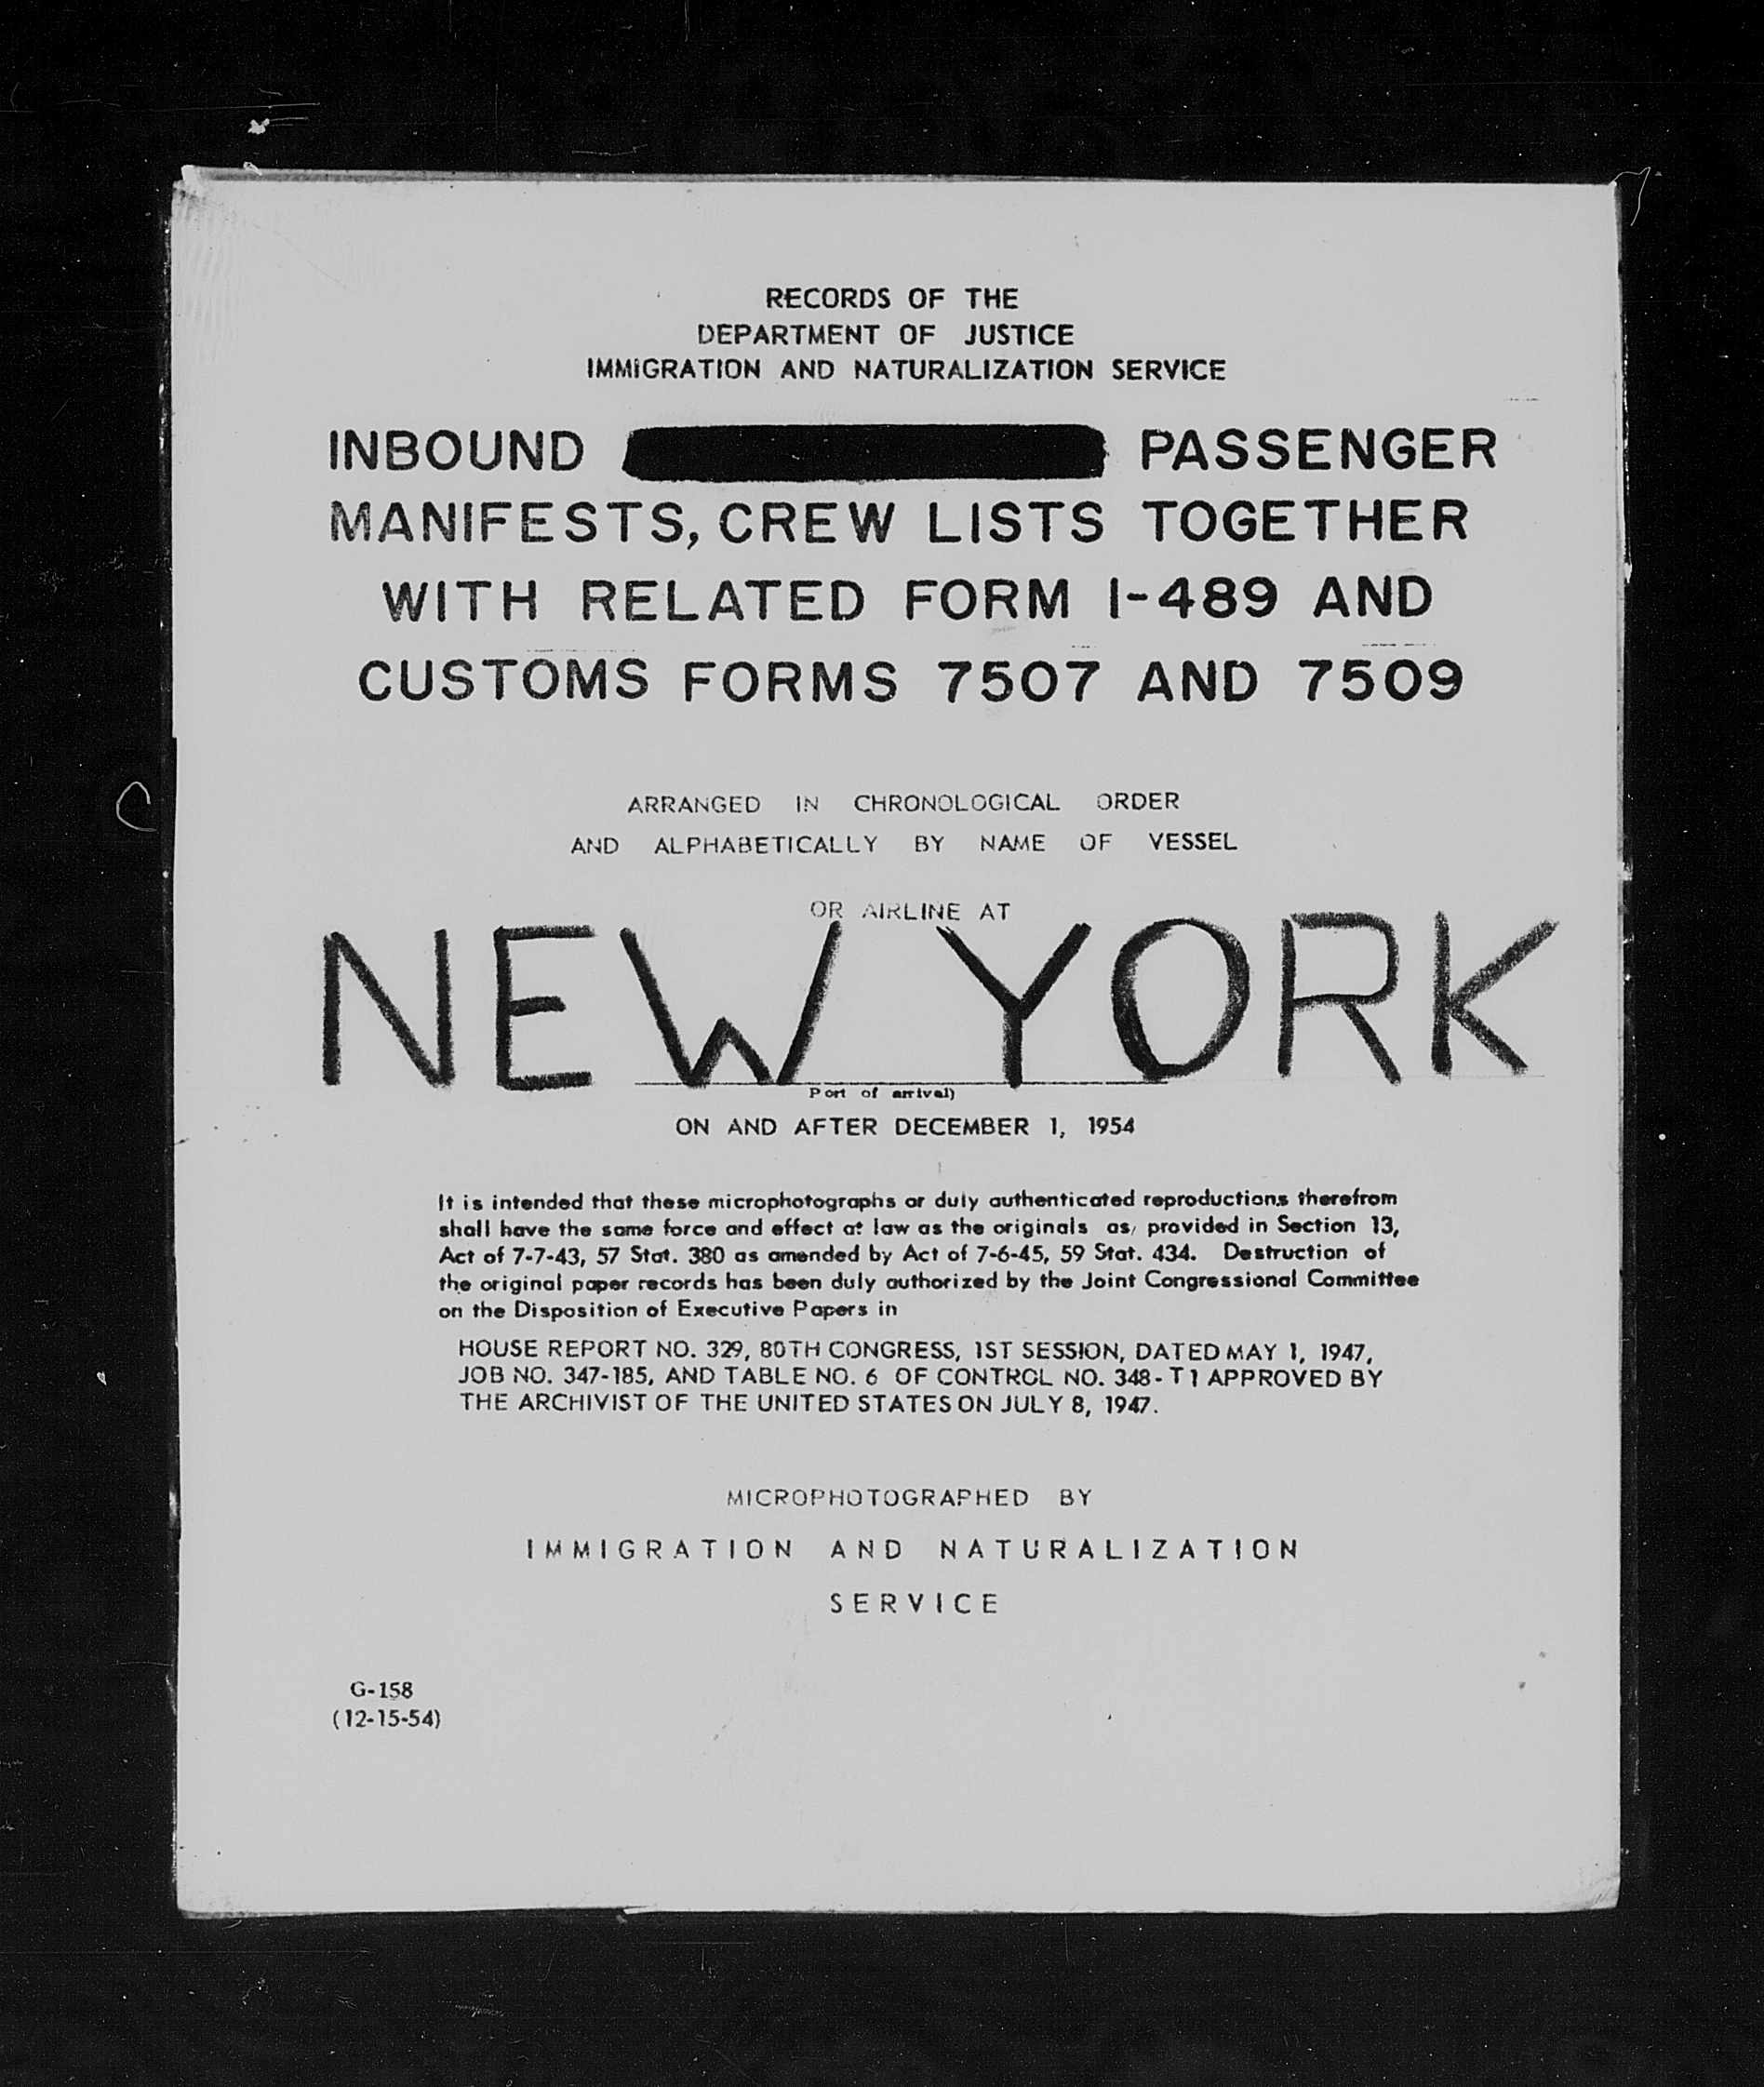 RECORDS OF THE
DEPARTMENT OF JUSTICE
IMMIGRATION AND NATURALIZATION SERVICE
INBOUND PASSENGER
MANIFESTS, CREW LISTS TOGETHER
WITH RELATED FORM I-489 AND
CUSTOMS FORMS 7507 AND 7509
ARRANGED IN CHRONOLOGICAL ORDER
AND ALPHABETICALLY BY NAME OF VESSEL
OR AIRLINE AT
NEW YORK
Port of arrival)
ON AND AFTER DECEMBER 1, 1954
It is intended that these microphotographs or duly authenticated reproductions therefrom
shall have the same force and effect at law as the originals as, provided in Section 13,
Act of 7-7-43, 57 Stat. 380 as amended by Act of 7-6-45, 59 Stat. 434. Destruction of
the original paper records has been duly authorized by the Joint Congressional Committee
on the Disposition of Executive Papers in
HOUSE REPORT NO. 329, 80TH CONGRESS, 1ST SESSION, DATED MAY 1, 1947,
JOB NO. 347-185, AND TABLE NO. 6 OF CONTROL NO. 348-T1 APPROVED BY
THE ARCHIVIST OF THE UNITED STATES ON JULY 8, 1947.
MICROPHOTOGRAPHED BY
IMMIGRATION AND NATURALIZATION
SERVICE
G-158
(12-15-54)